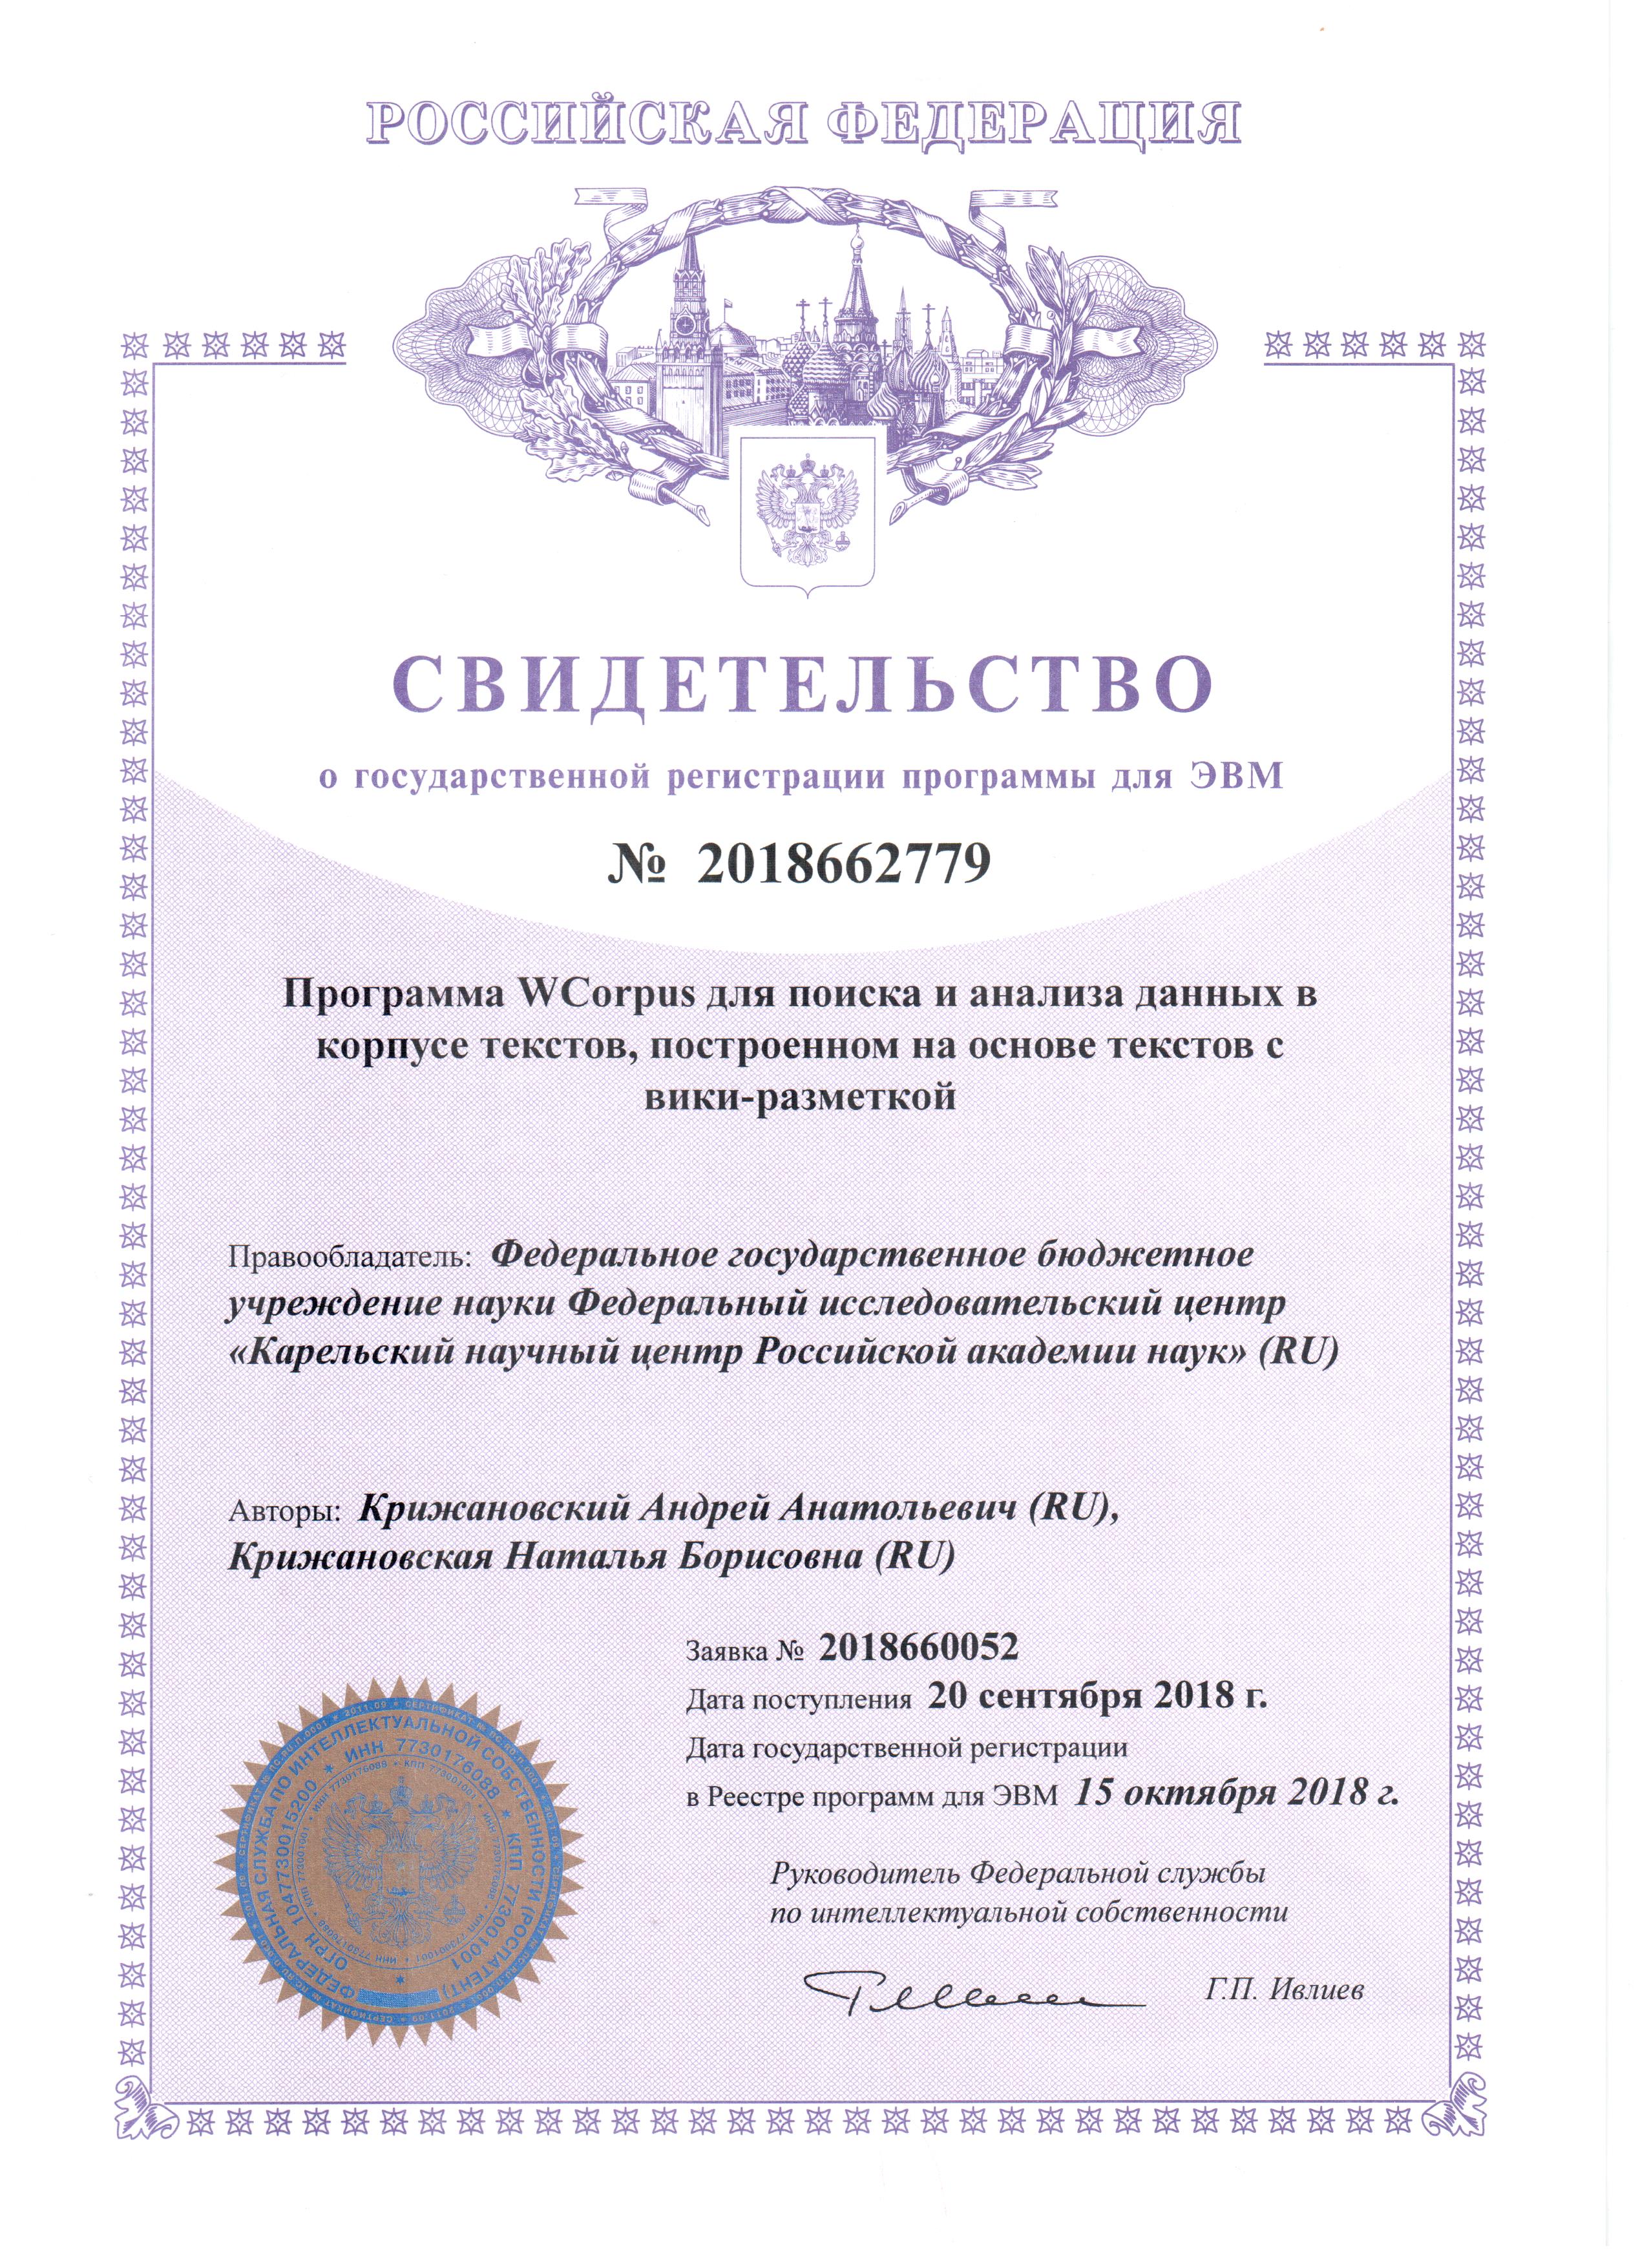 РОССИЙСКАЯ ФЕДЕРАЦИЯ
СВИДЕТЕЛЬСТВО
о государственной регистрации программы для ЭВМ
№ 2018662779
Программа WCorpus для поиска и анализа данных в
корпусе текстов, построенном на основе текстов с
вики-разметкой
Правообладатель: Федеральное государственное бюджетное
учреждение науки Федеральный исследовательский центр
«Карельский научный центр Российской академии наук» (RU)
Авторы: Крижановский Андрей Анатольевич (RU),
Крижановская Наталья Борисовна (RU)
Заявка № 2018660052
Дата поступления 20 сентября 2018 г.
Дата государственной регистрации
в Реестре программ для ЭВМ 15 октября 2018 г.
Руководитель Федеральной службы
по интеллектуальной собственности
Г.П. Ивлиев
ФЕДЕРАЛЬНАЯ СЛУЖБА ПО ИНТЕЛЛЕКТУАЛЬНОЙ СОБСТВЕННОСТИ (РОСПАТЕНТ)
ОГРН 1047730015200 * ИНН 7730176088 * КПП 773001001